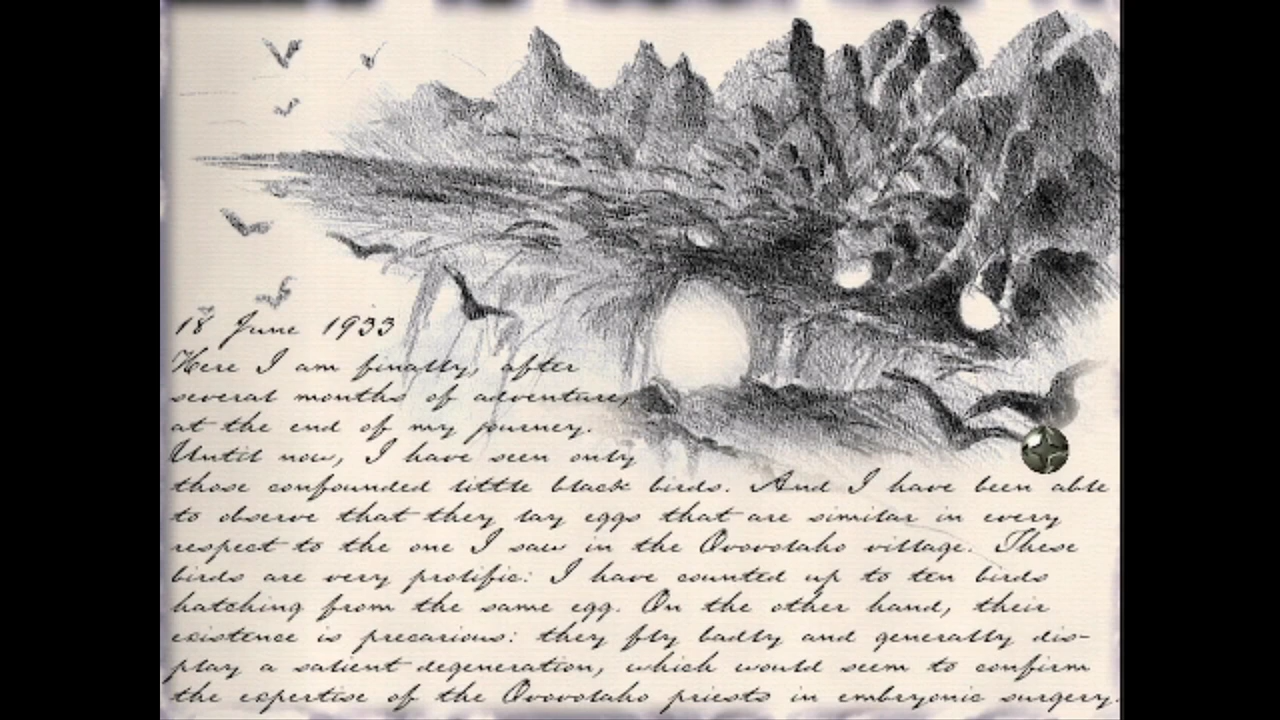 18 June 1933
Here I am finally, after
several months of adventure,
at the end of my journey.
Until now, I have seen only
those confounded little black birds. And I have been able
to observe that they lay eggs that are similar in every
respect to the one I saw in the Ovovolaho village. These
birds are very prolific: I have counted up to ten birds
hatching from the same egg. On the other hand, their
existence is precarious: they fly badly and generally dis-
play a salient degeneration, which would seem to confirm
the expertise of the Ovovolaho priests in embryonic surgery.